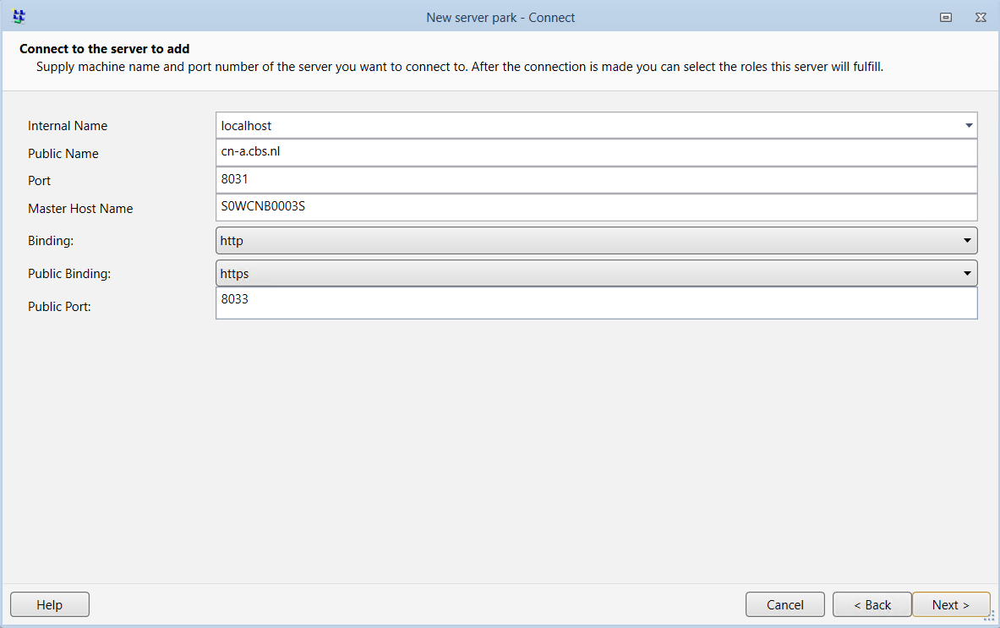 New server park - Connect
Connect to the server to add
Supply machine name and port number of the server you want to connect to. After the connection is made you can select the roles this server will fulfill.
Internal Name localhost
Public Name cn-a.cbs.nl
Port 8031
Master Host Name S0WCNB0003S
Binding: http
Public Binding: https
Public Port: 8033
Help Cancel < Back Next >